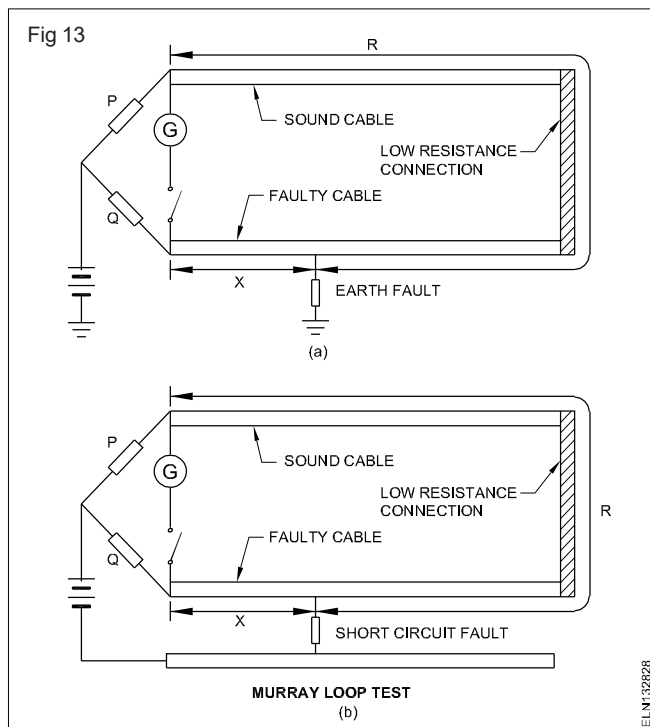 Fig 13
R
P
G
SOUND CABLE
LOW RESISTANCE
CONNECTION
Q
FAULTY CABLE
X
EARTH FAULT
(a)
P
G
SOUND CABLE
LOW RESISTANCE
CONNECTION
R
Q
FAULTY CABLE
X
SHORT CIRCUIT FAULT
MURRAY LOOP TEST
(b)
ELN132828